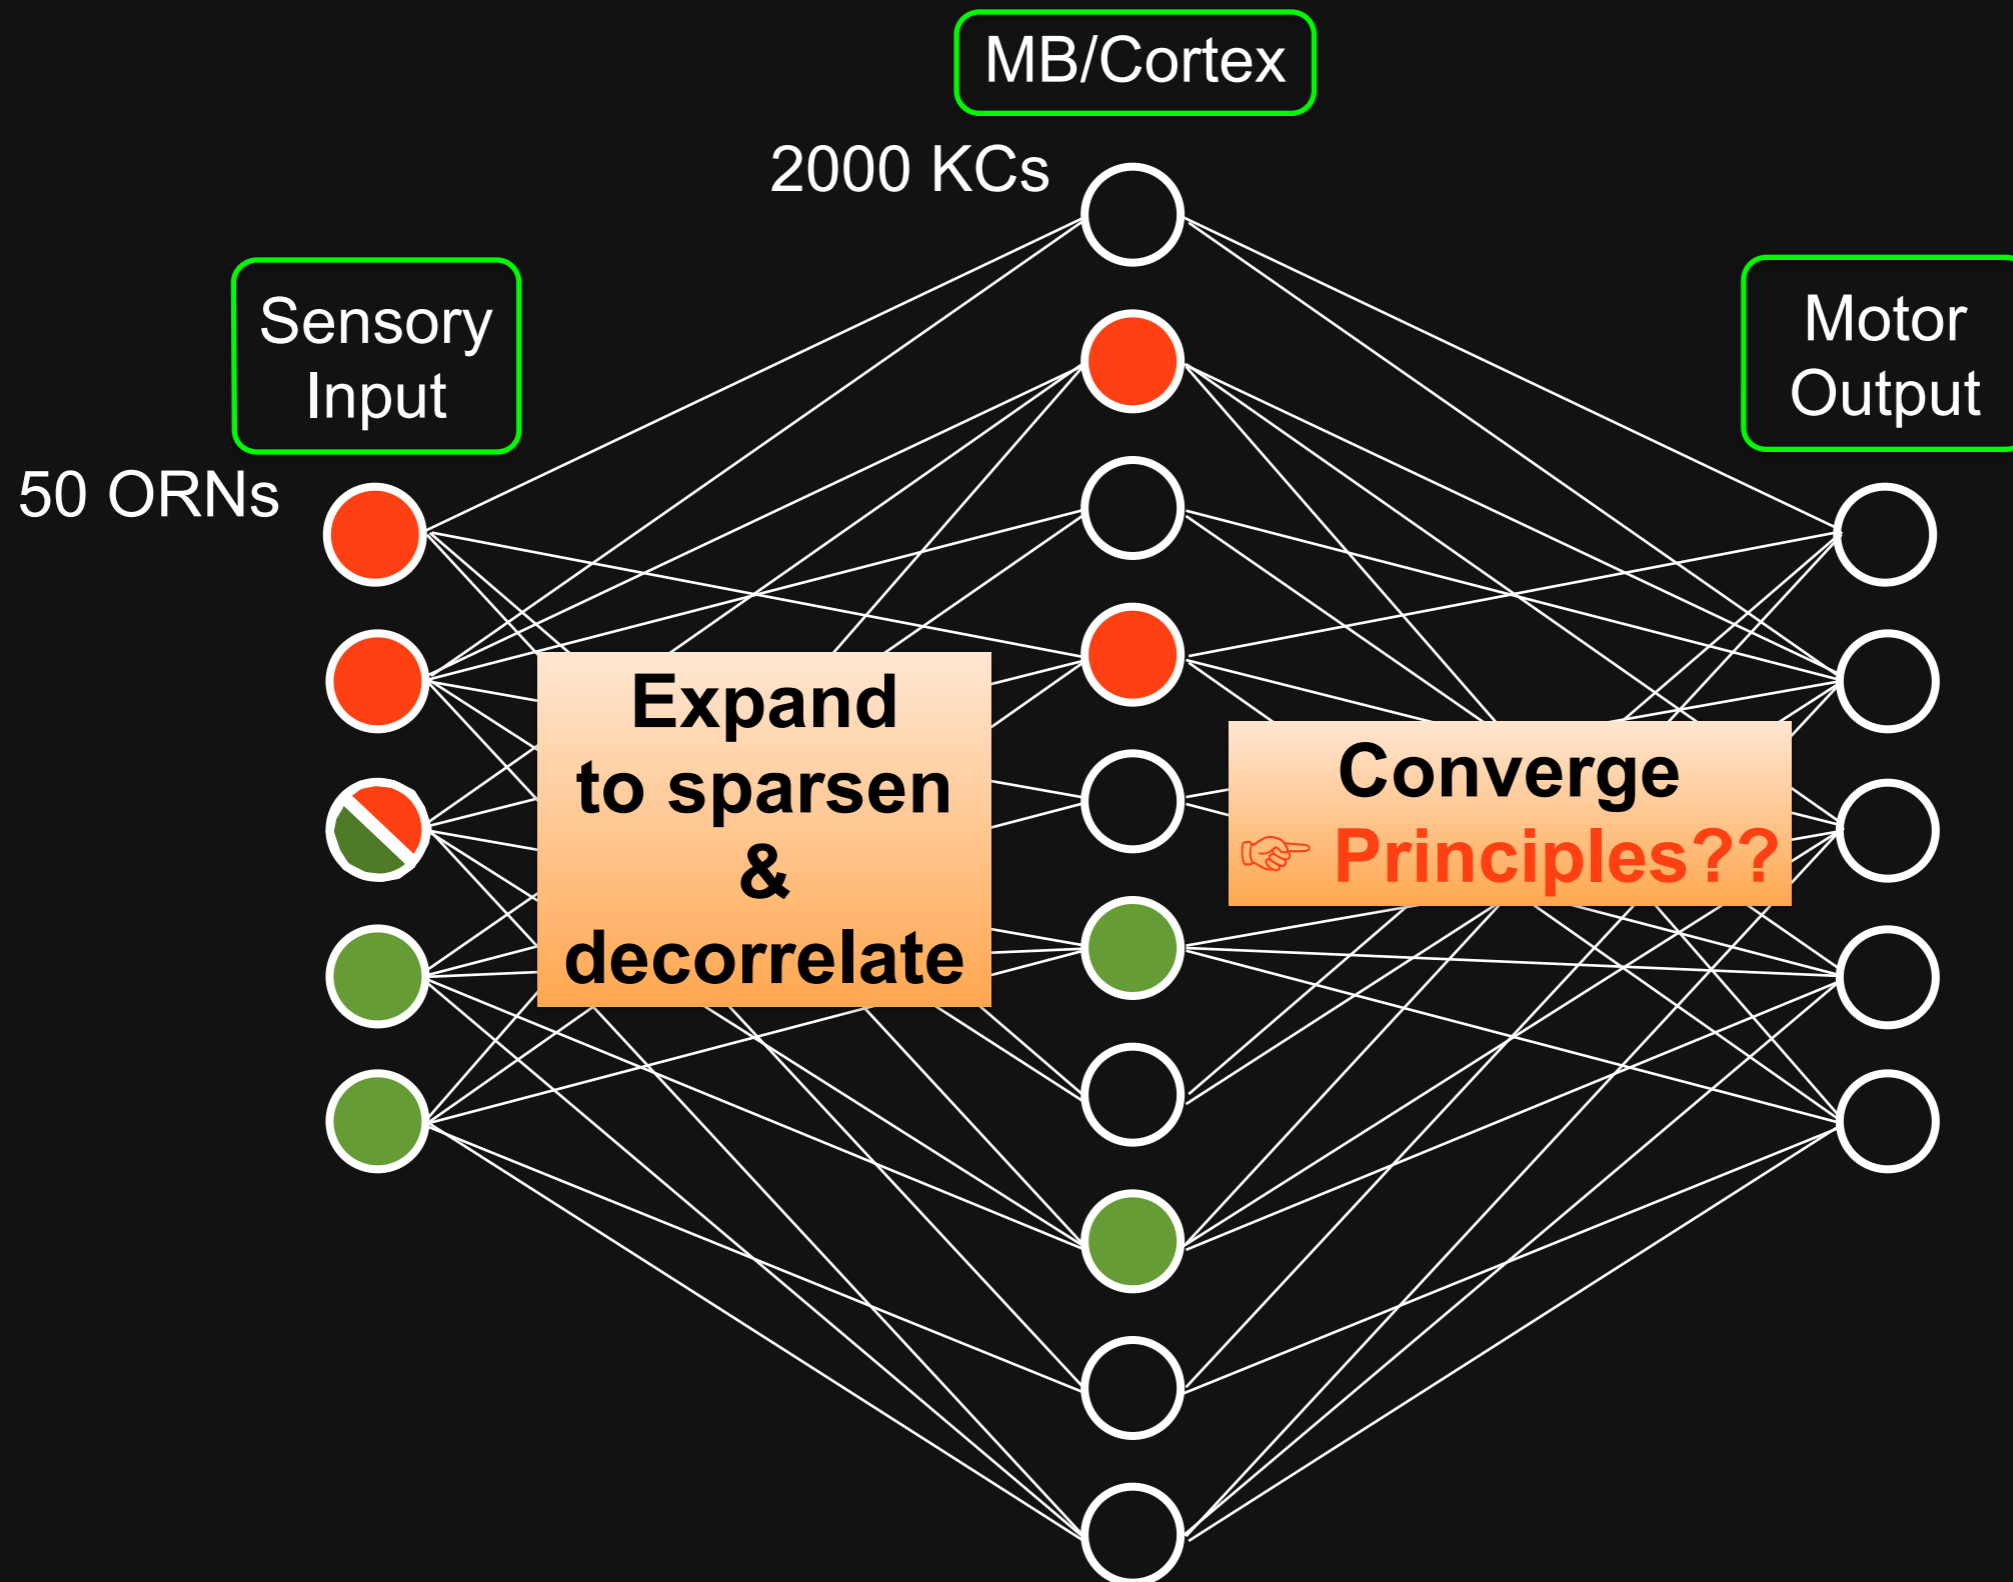 MB/Cortex
2000 KCs
Sensory
Input
50 ORNs
Motor
Output
Expand
to sparsen
&
decorrelate
Converge
☞ Principles??